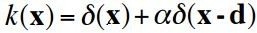 k(x) = δ(x) + αδ(x - d)